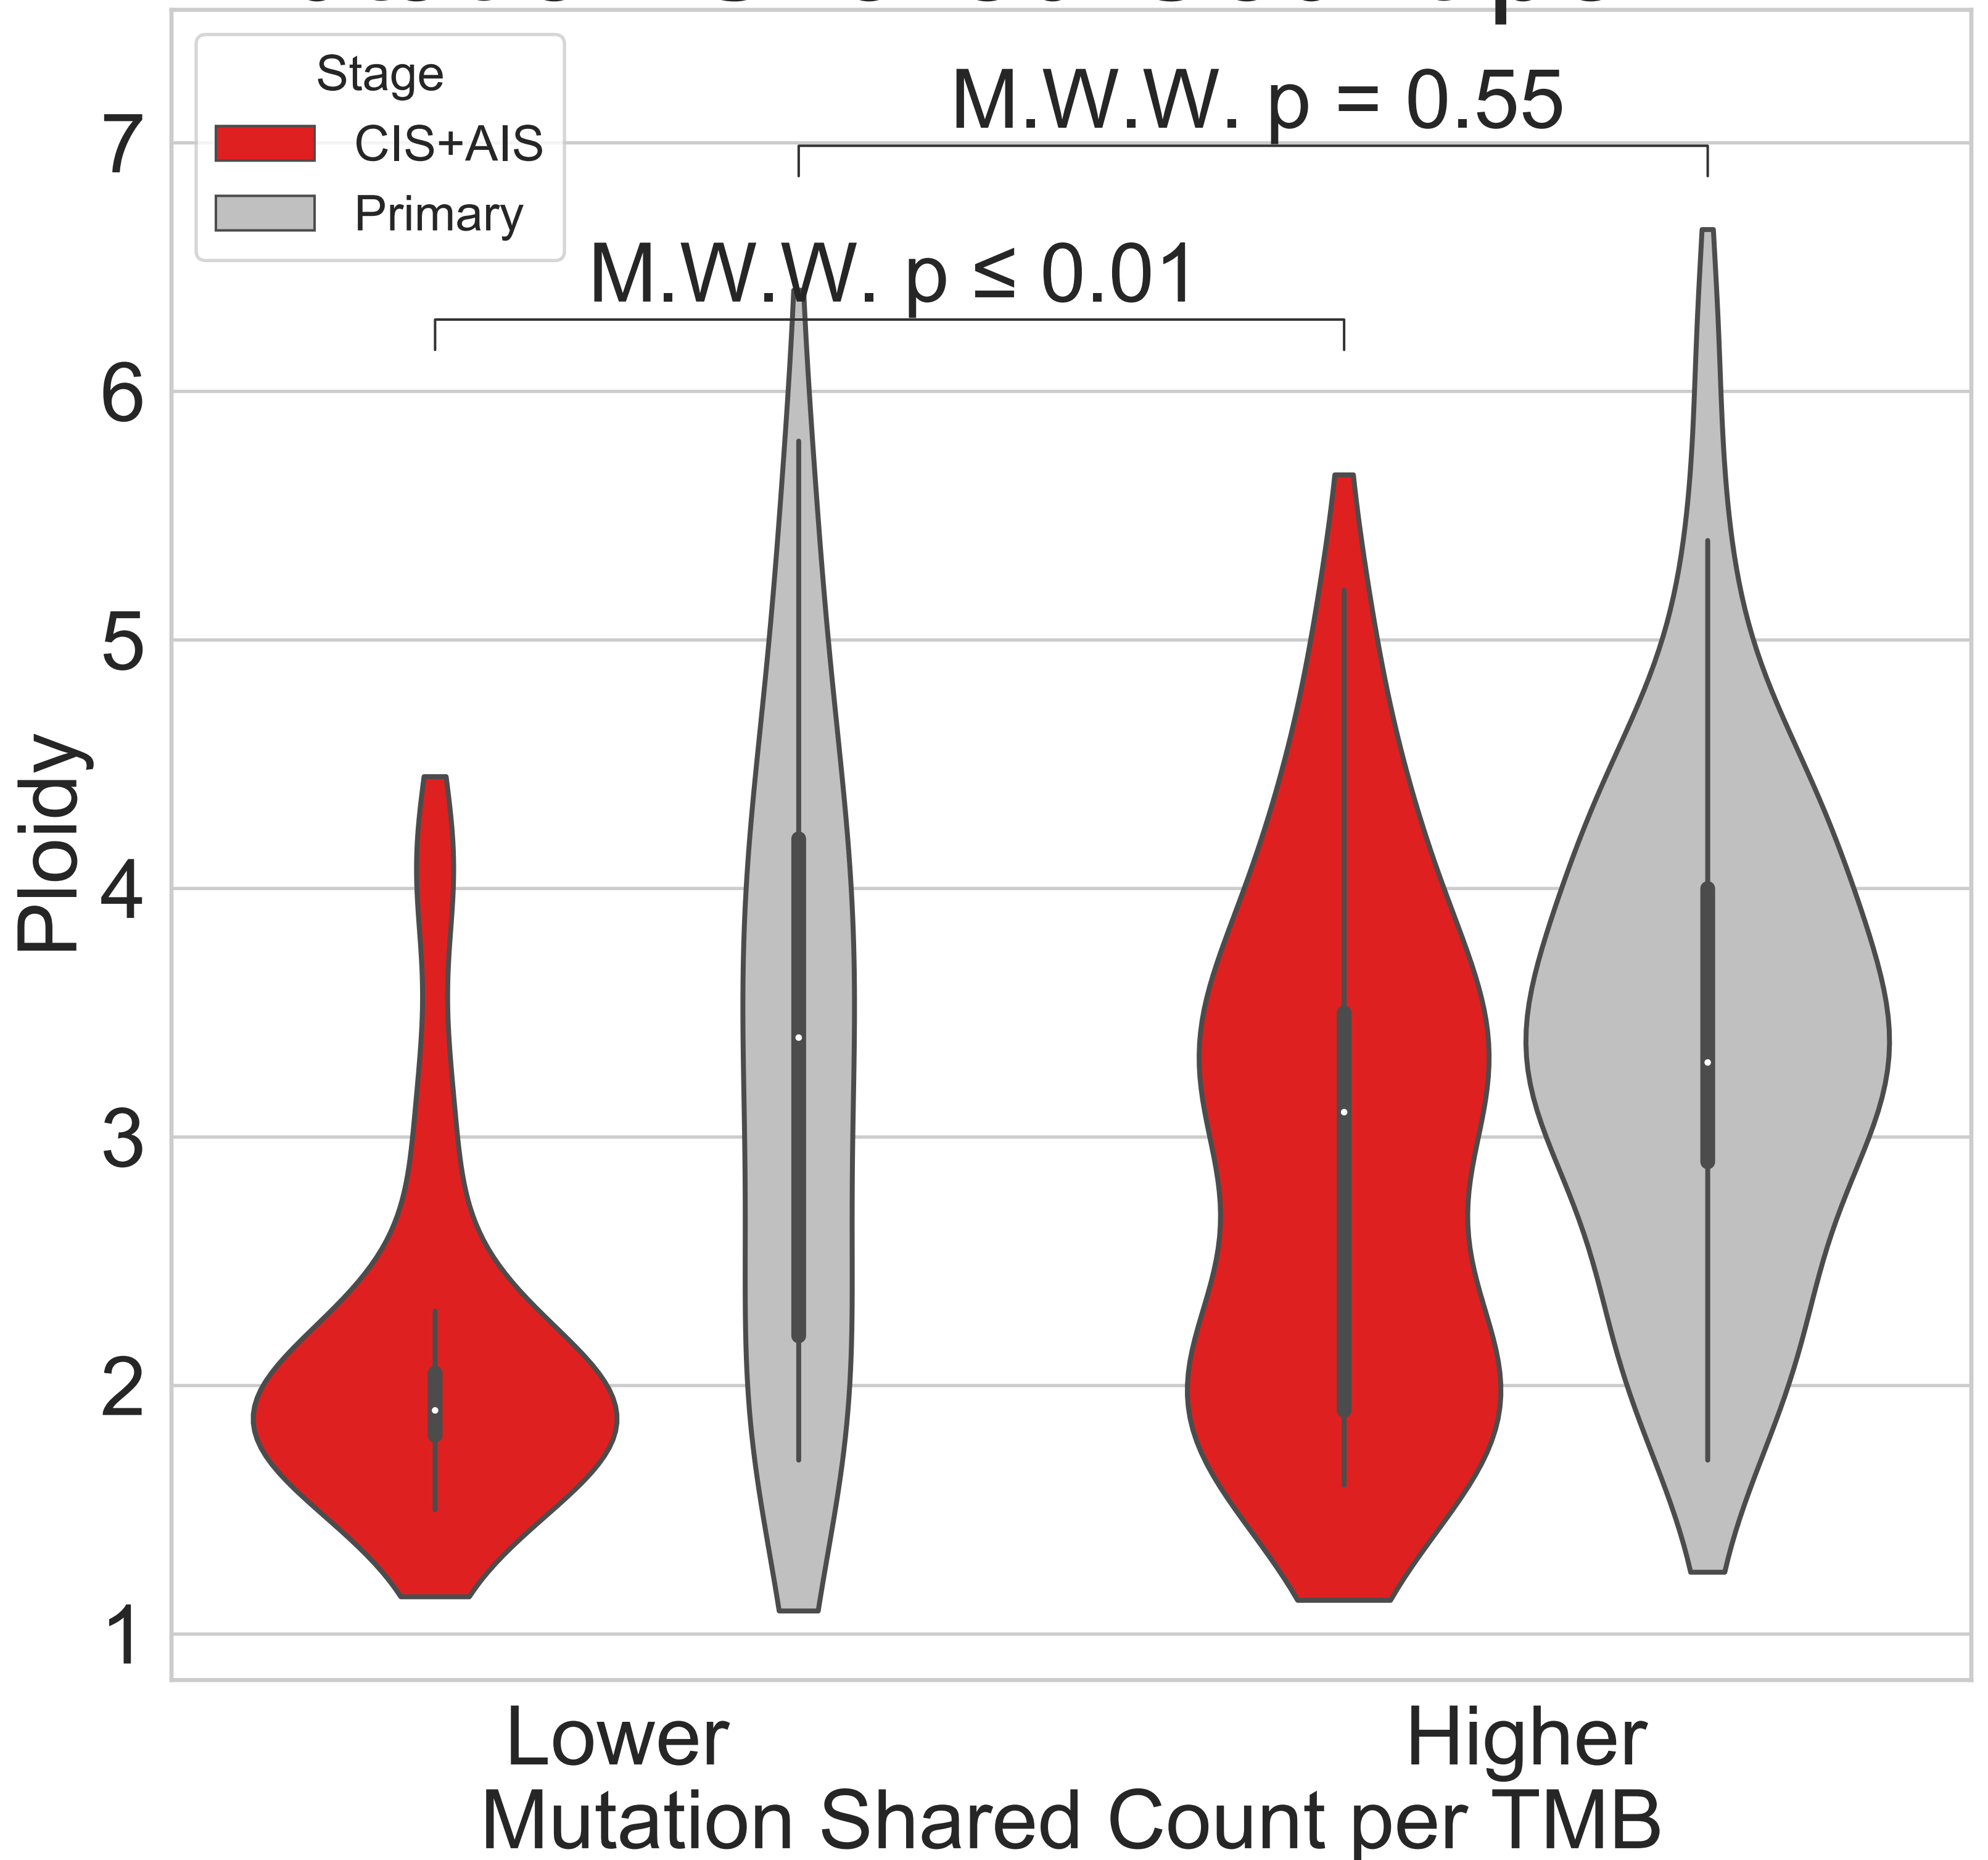 Stage
CIS+AIS
Primary
M.W.W. p = 0.55
M.W.W. p ≤ 0.01
7
6
5
4
3
2
1
Ploidy
Lower
Higher
Mutation Shared Count per TMB